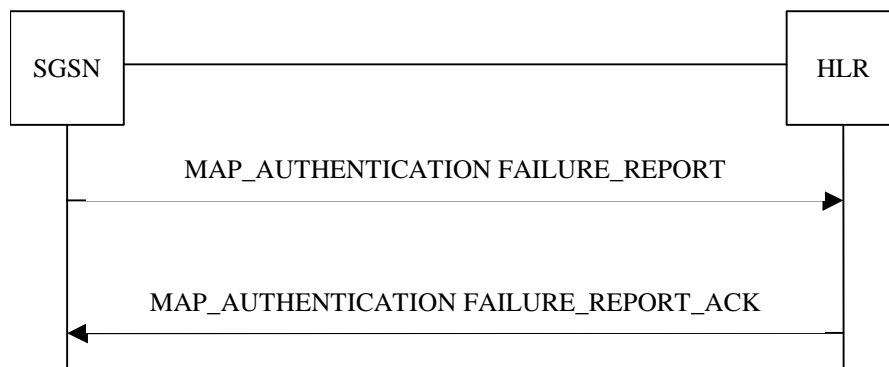 SGSN
HLR
MAP_AUTHENTICATION FAILURE_REPORT
MAP_AUTHENTICATION FAILURE_REPORT_ACK